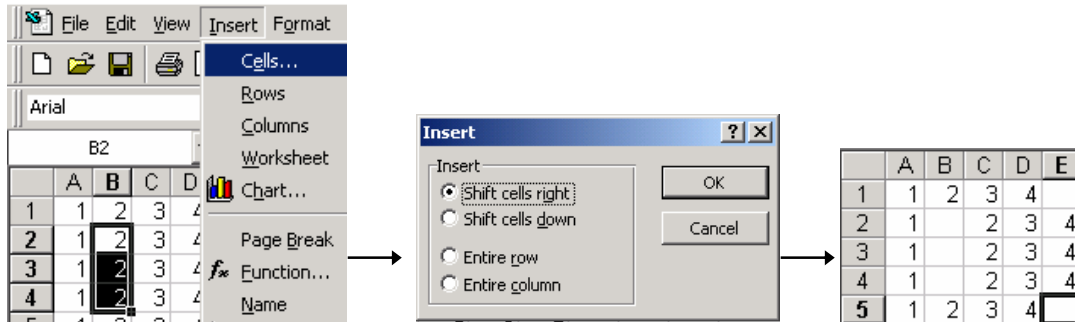 File Edit View Insert Format
Cells...
Arial
Rows
Columns
B2
Worksheet
A B C D
Chart...
1 1 2 3 4
2 1 2 3 4
Page Break
3 1 2 3 4
Function...
4 1 2 3 4
Name
Insert
Insert
Shift cells right
OK
Shift cells down
Cancel
Entire row
Entire column
A B C D E
1 1 2 3 4
2 1 2 3 4
3 1 2 3 4
4 1 2 3 4
5 1 2 3 4